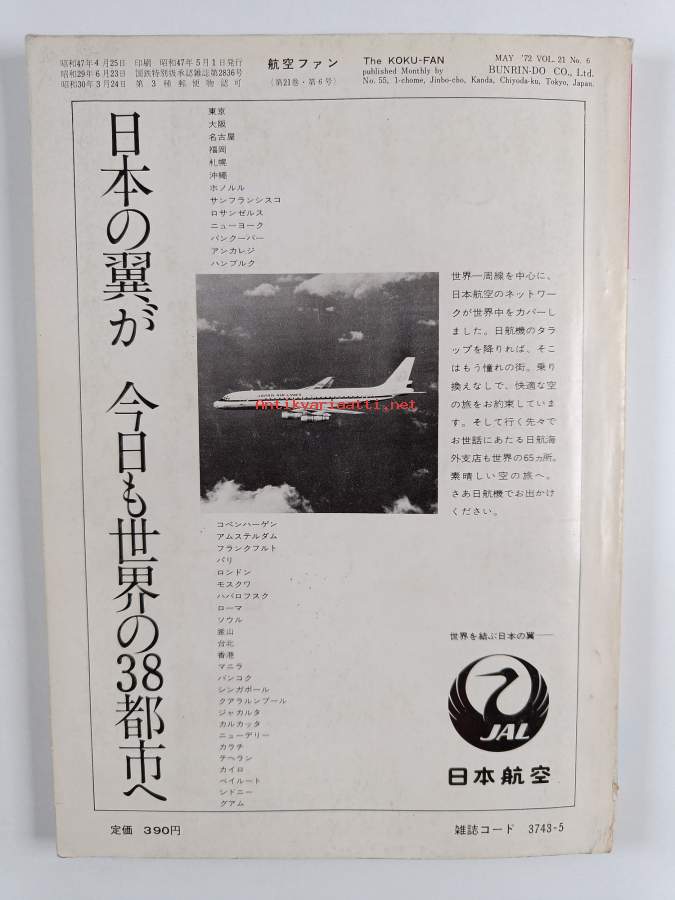 昭和47年4月25日 印刷 昭和47年5月1日発行
昭和29年6月23日 国鉄特別扱承認雑誌第2836号
昭和30年3月24日 第3種郵便物認可
航空ファン
(第21巻・第6号)
The KOKU-FAN
published Monthly by
MAY '72 VOL. 21 No. 6
BUNRIN-DO CO., Ltd.
No. 55, 1-chome, Jinbo-cho, Kanda, Chiyoda-ku, Tokyo, Japan.
日本の翼が 今日も世界の38都市へ
東京
大阪
名古屋
福岡
札幌
沖縄
ホノルル
サンフランシスコ
ロサンゼルス
ニューヨーク
バンクーバー
アンカレジ
ハンブルク
世界一周線を中心に、
日本航空のネットワー
クが世界中をカバーし
ました。日航機のタラ
ップを降りれば、そこ
はもう憧れの街。乗り
換えなしで、快適な空
の旅をお約束していま
す。そして行く先々で
お世話にあたる日航海
外支店も世界の65ヵ所。
素晴しい空の旅へ。
さあ日航機でお出かけ
ください。
JAPAN AIR LINES
Antikvariaatti.net
コペンハーゲン
アムステルダム
フランクフルト
パリ
ロンドン
モスクワ
ハバロフスク
ローマ
ソウル
釜山
台北
香港
マニラ
バンコク
シンガポール
クアラルンプール
ジャカルタ
カルカッタ
ニューデリー
カラチ
テヘラン
カイロ
ベイルート
シドニー
グアム
世界を結ぶ日本の翼──
JAL
日本航空
定価 390円
雑誌コード 3743-5